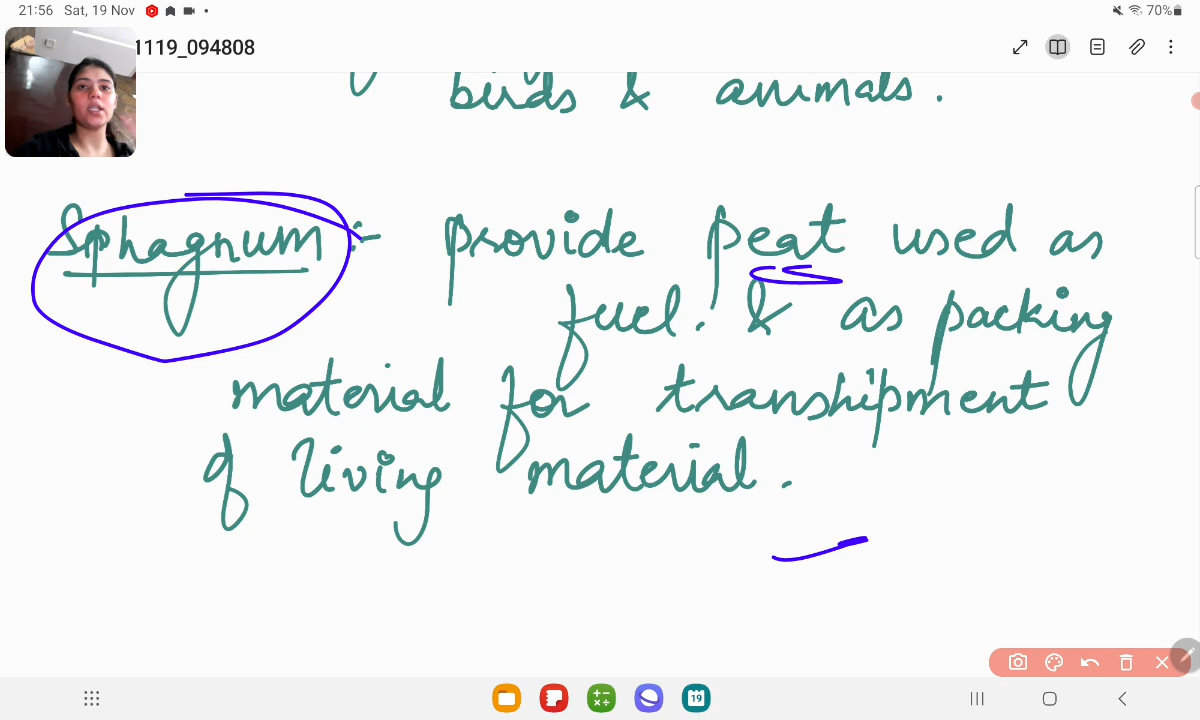 21:56 Sat, 19 Nov
70%
1119_094808
birds & animals.
Sphagnum :- provide peat used as
fuel. & as packing
material for transhipment
of living material.
19